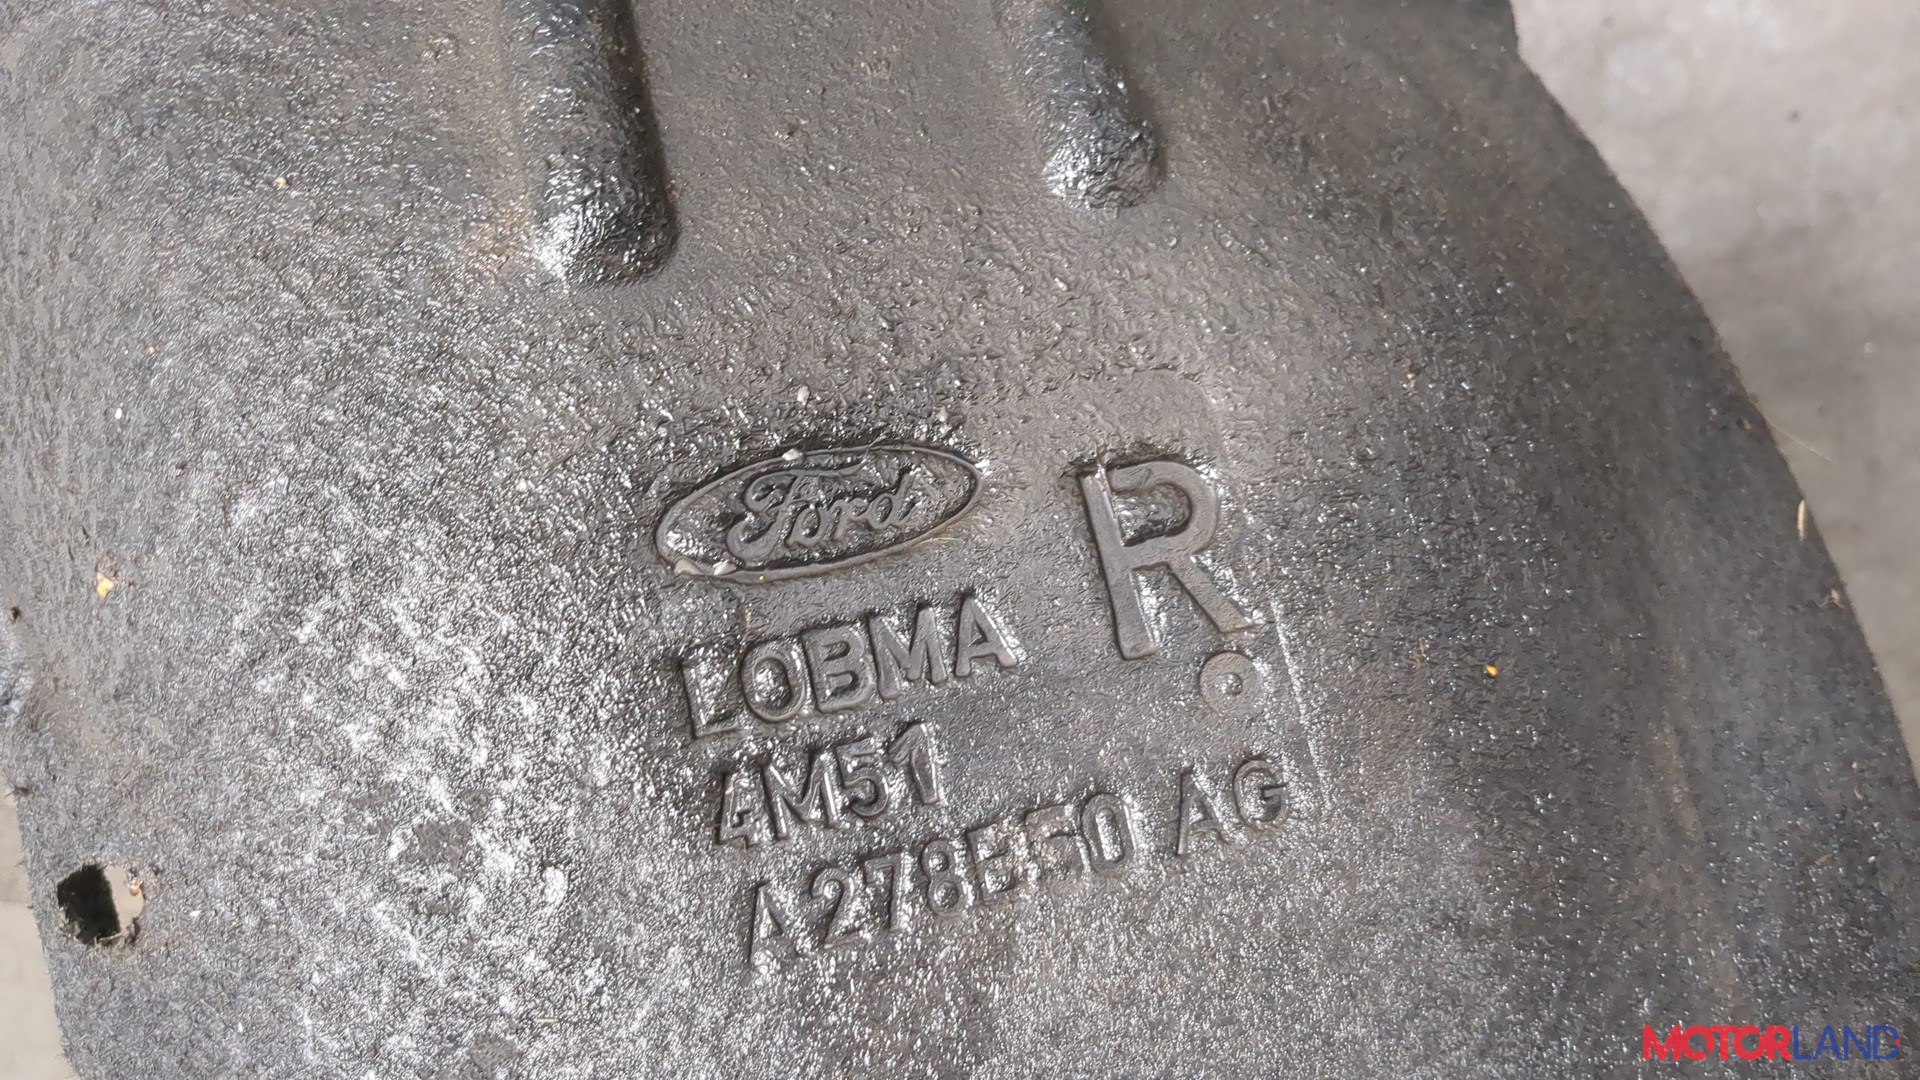 Ford
R
LOBMA
4M51
A278E50 AG
MOTORLAND